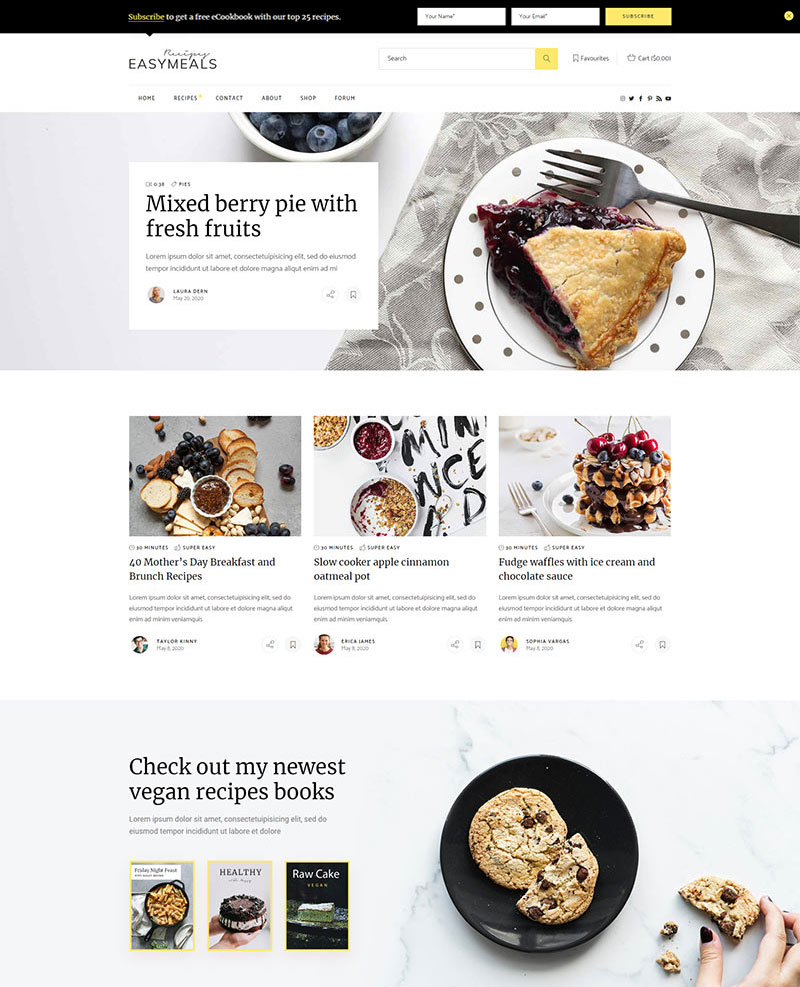 Subscribe to get a free eCookbook with our top 25 recipes.
Your Name*
Your Email*
SUBSCRIBE
Recipes
EASYMEALS
Search
Favourites
Cart ($0.00)
HOME
RECIPES
CONTACT
ABOUT
SHOP
FORUM
0:38
PIES
Mixed berry pie with
fresh fruits
Lorem ipsum dolor sit amet, consectetuipisicing elit, sed do eiusmod
tempor incididunt ut labore et dolore magna aliqut enim ad mi
LAURA DERN
May 20, 2020
MIN
NCE
A.D
30 MINUTES
SUPER EASY
40 Mother's Day Breakfast and
Brunch Recipes
Lorem ipsum dolor sit amet, consectetuipisicing elit, sed do
eiusmod tempor incididunt ut labore et dolore magna aliqut
enim ad minim veniamquis
TAYLOR KINNY
May 8, 2020
30 MINUTES
SUPER EASY
Slow cooker apple cinnamon
oatmeal pot
Lorem ipsum dolor sit amet, consectetuipisicing elit, sed do
eiusmod tempor incididunt ut labore et dolore magna aliqut
enim ad minim veniamquis
ERICA JAMES
May 8, 2020
30 MINUTES
SUPER EASY
Fudge waffles with ice cream and
chocolate sauce
Lorem ipsum dolor sit amet, consectetuipisicing elit, sed do
eiusmod tempor incididunt ut labore et dolore magna aliqut
enim ad minim veniamquis
SOPHIA VARGAS
May 8, 2020
Check out my newest
vegan recipes books
Lorem ipsum dolor sit amet, consectetuipisicing elit, sed do
eiusmod tempor incididunt ut labore et dolore
Friday Night Feast
HEALTHY
Raw Cake
VEGAN